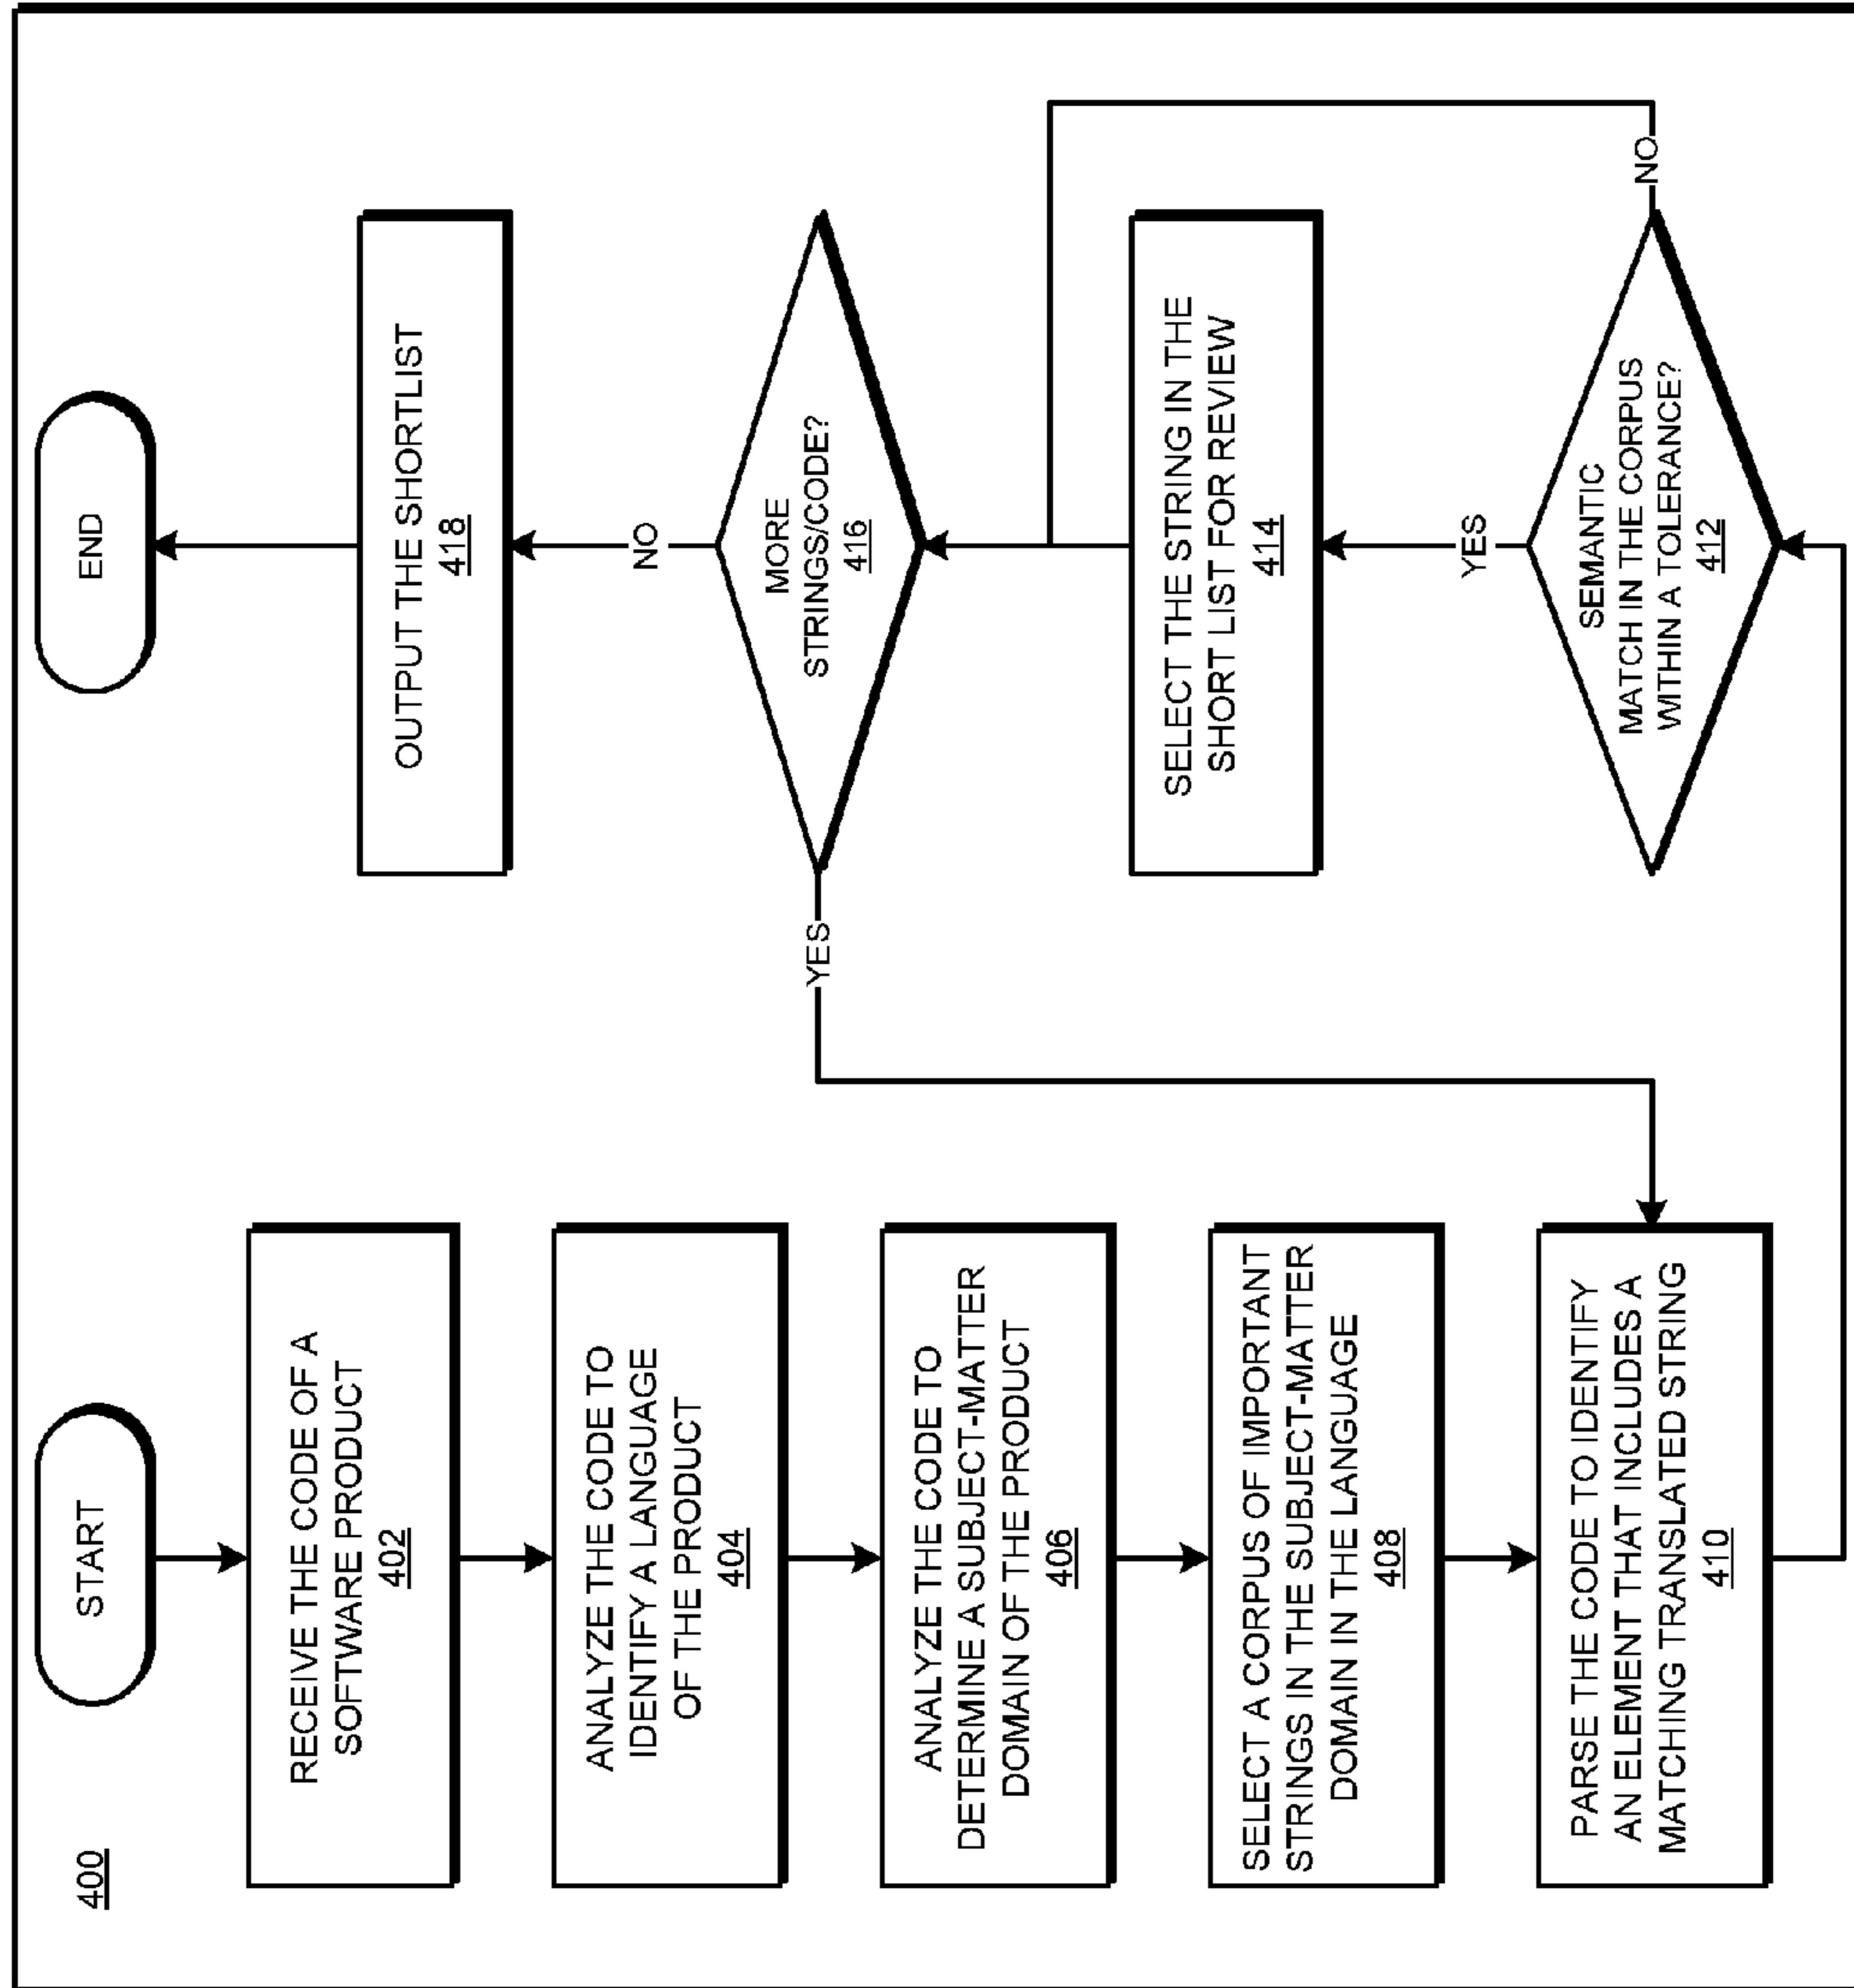 400
START
RECEIVE THE CODE OF A
SOFTWARE PRODUCT
402
ANALYZE THE CODE TO
IDENTIFY A LANGUAGE
OF THE PRODUCT
404
ANALYZE THE CODE TO
DETERMINE A SUBJECT-MATTER
DOMAIN OF THE PRODUCT
406
SELECT A CORPUS OF IMPORTANT
STRINGS IN THE SUBJECT-MATTER
DOMAIN IN THE LANGUAGE
408
PARSE THE CODE TO IDENTIFY
AN ELEMENT THAT INCLUDES A
MATCHING TRANSLATED STRING
410
SEMANTIC
MATCH IN THE CORPUS
WITHIN A TOLERANCE?
412
NO
YES
SELECT THE STRING IN THE
SHORT LIST FOR REVIEW
414
MORE
STRINGS/CODE?
416
YES
NO
OUTPUT THE SHORTLIST
418
END